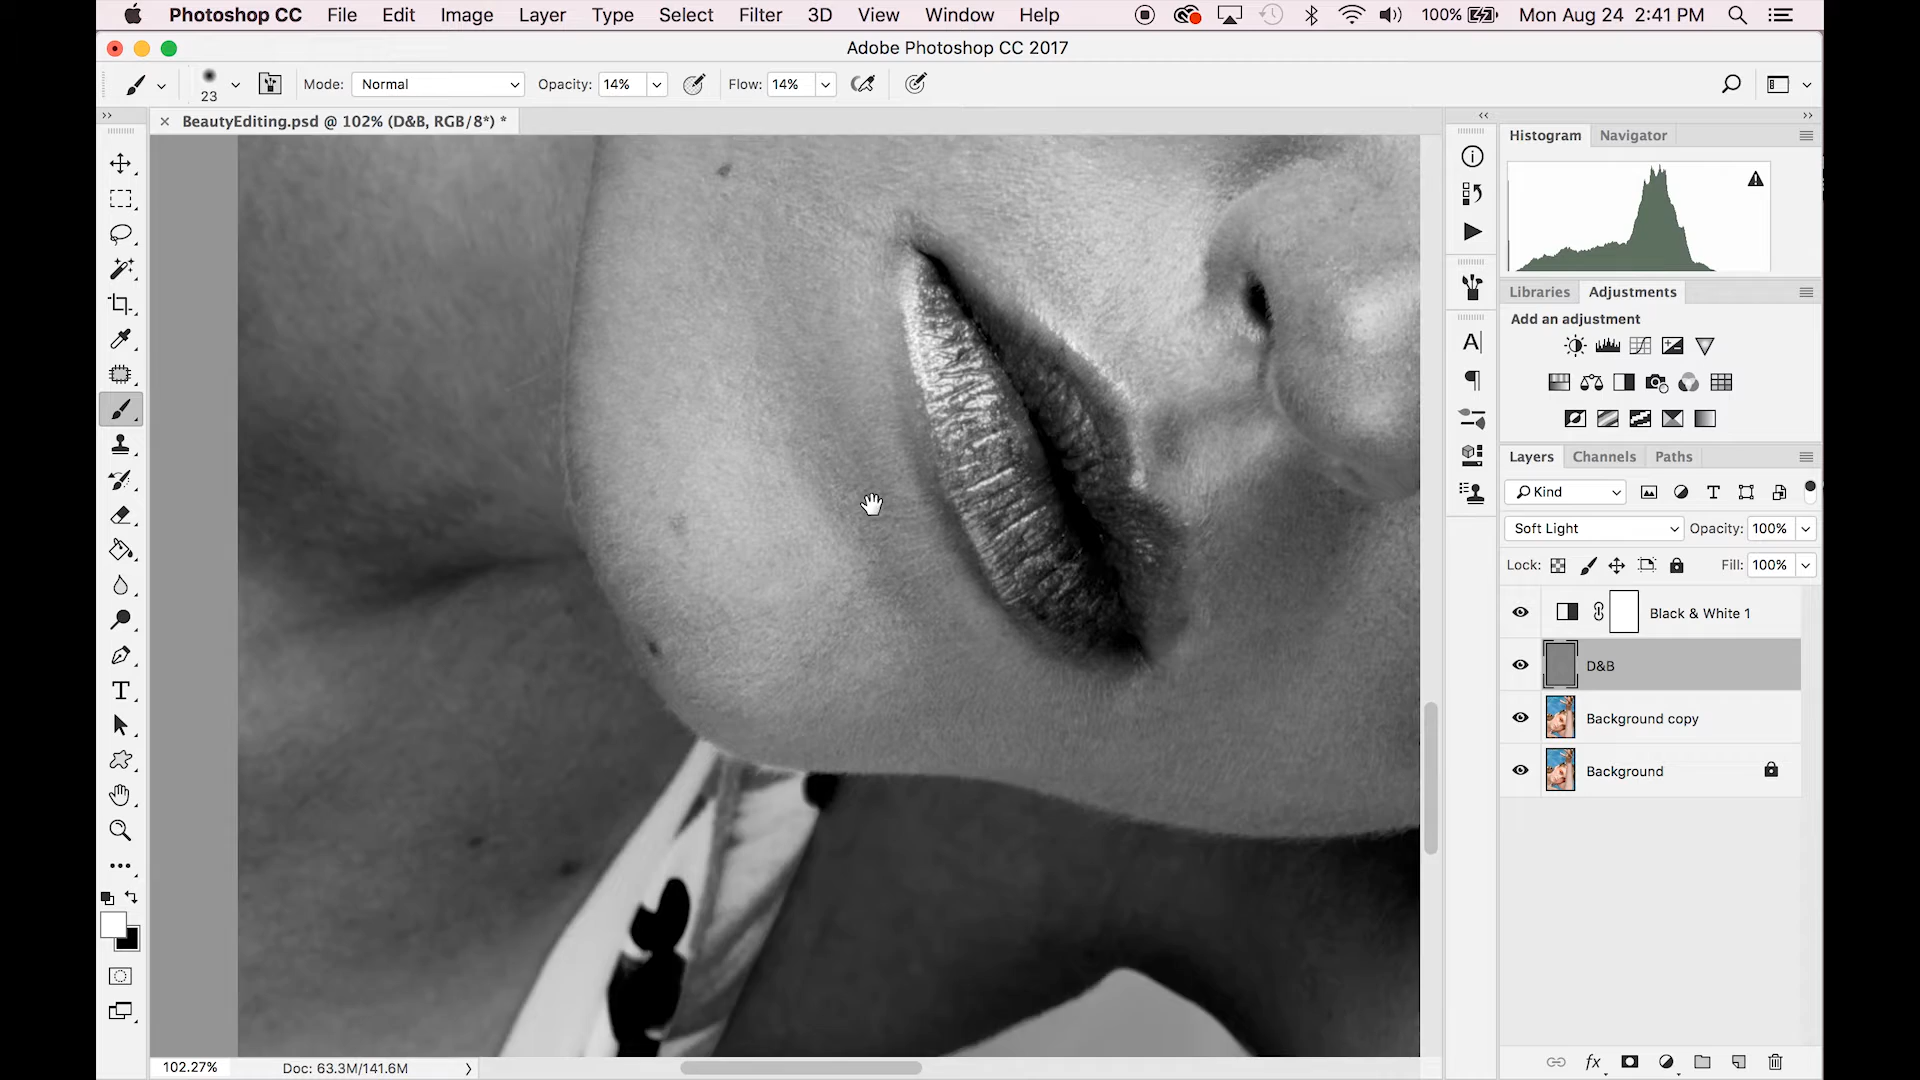 Photoshop CC File Edit Image Layer Type Select Filter 3D View Window Help 100% Mon Aug 24 2:41 PM
Adobe Photoshop CC 2017
23 Mode: Normal Opacity: 14% Flow: 14%
BeautyEditing.psd @ 102% (D&B, RGB/8*) *
Histogram Navigator
Libraries Adjustments
Add an adjustment
Layers Channels Paths
Kind
Soft Light Opacity: 100%
Lock: Fill: 100%
Black & White 1
D&B
Background copy
Background
102.27% Doc: 63.3M/141.6M